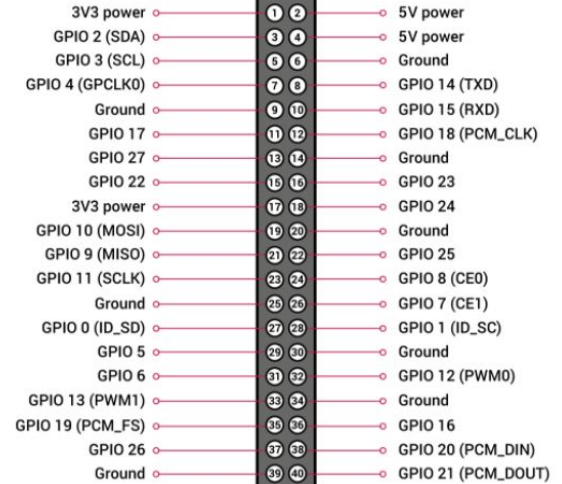 3V3 power 1 2 5V power
GPIO 2 (SDA) 3 4 5V power
GPIO 3 (SCL) 5 6 Ground
GPIO 4 (GPCLK0) 7 8 GPIO 14 (TXD)
Ground 9 10 GPIO 15 (RXD)
GPIO 17 11 12 GPIO 18 (PCM_CLK)
GPIO 27 13 14 Ground
GPIO 22 15 16 GPIO 23
3V3 power 17 18 GPIO 24
GPIO 10 (MOSI) 19 20 Ground
GPIO 9 (MISO) 21 22 GPIO 25
GPIO 11 (SCLK) 23 24 GPIO 8 (CE0)
Ground 25 26 GPIO 7 (CE1)
GPIO 0 (ID_SD) 27 28 GPIO 1 (ID_SC)
GPIO 5 29 30 Ground
GPIO 6 31 32 GPIO 12 (PWM0)
GPIO 13 (PWM1) 33 34 Ground
GPIO 19 (PCM_FS) 35 36 GPIO 16
GPIO 26 37 38 GPIO 20 (PCM_DIN)
Ground 39 40 GPIO 21 (PCM_DOUT)